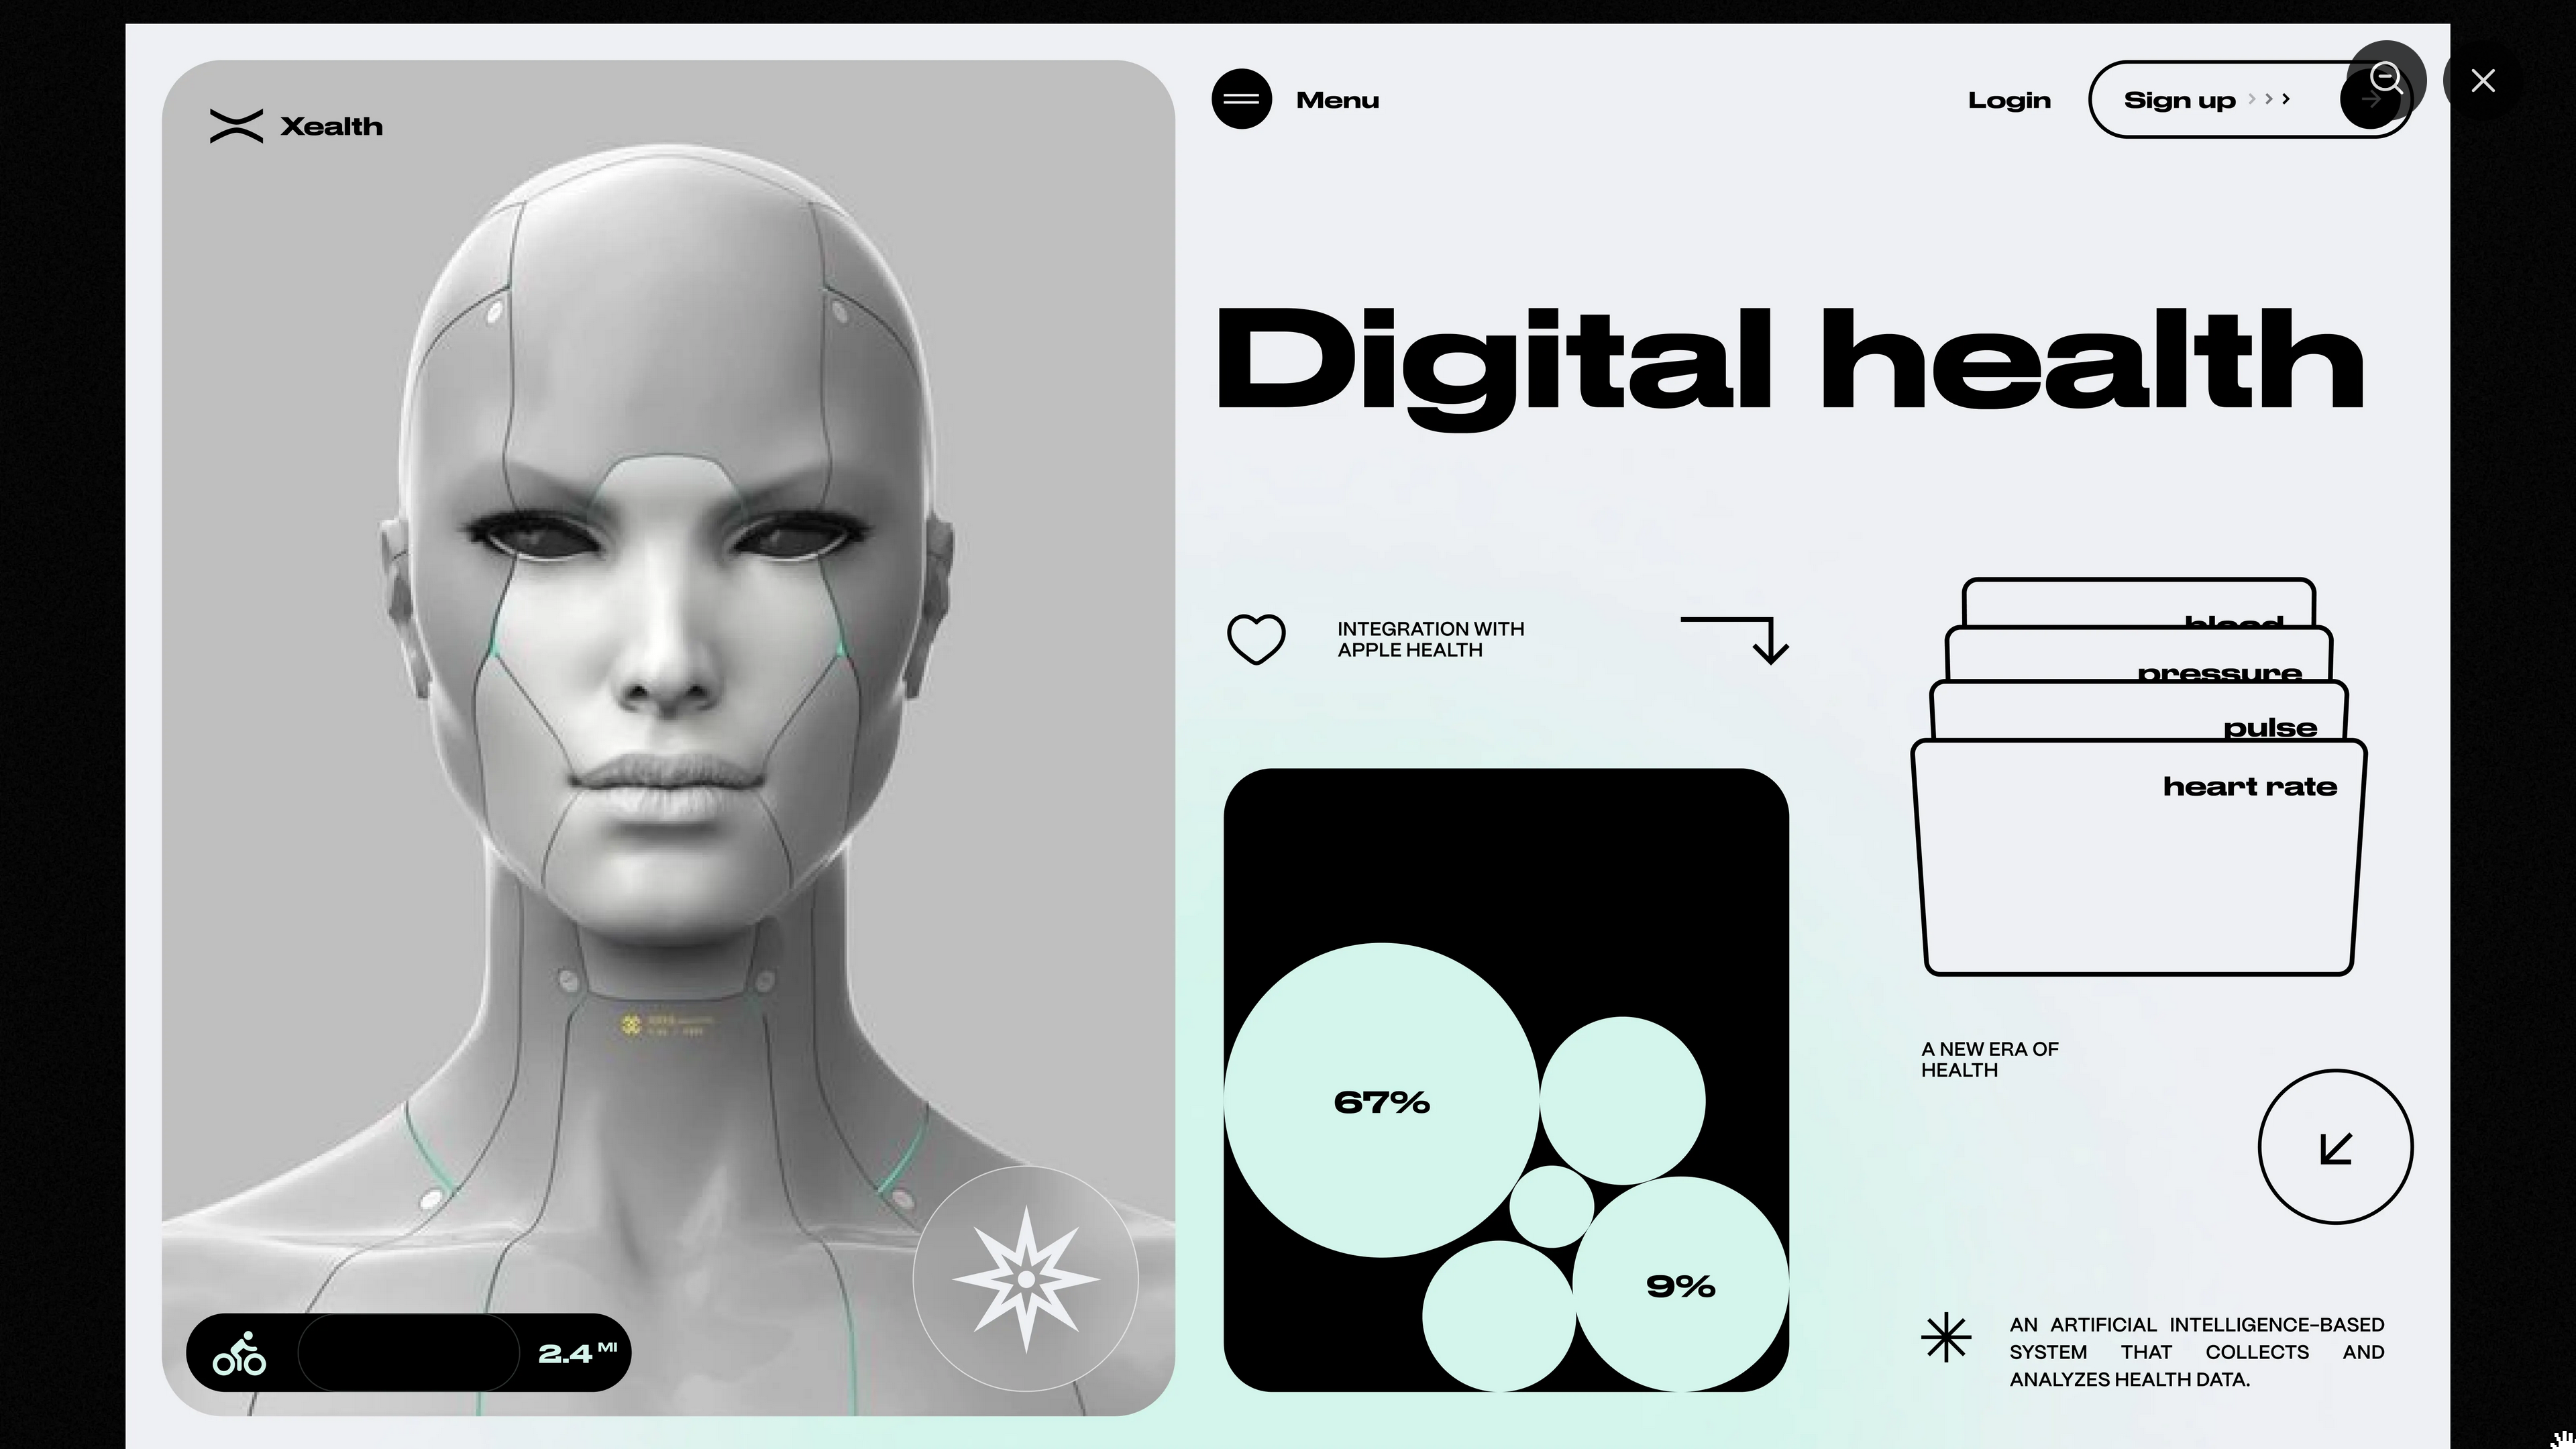 Xealth
Menu
Login
Sign up
Digital health
INTEGRATION WITH
APPLE HEALTH
blood
pressure
pulse
heart rate
67%
9%
A NEW ERA OF
HEALTH
2.4 MI
AN ARTIFICIAL INTELLIGENCE-BASED
SYSTEM THAT COLLECTS AND
ANALYZES HEALTH DATA.